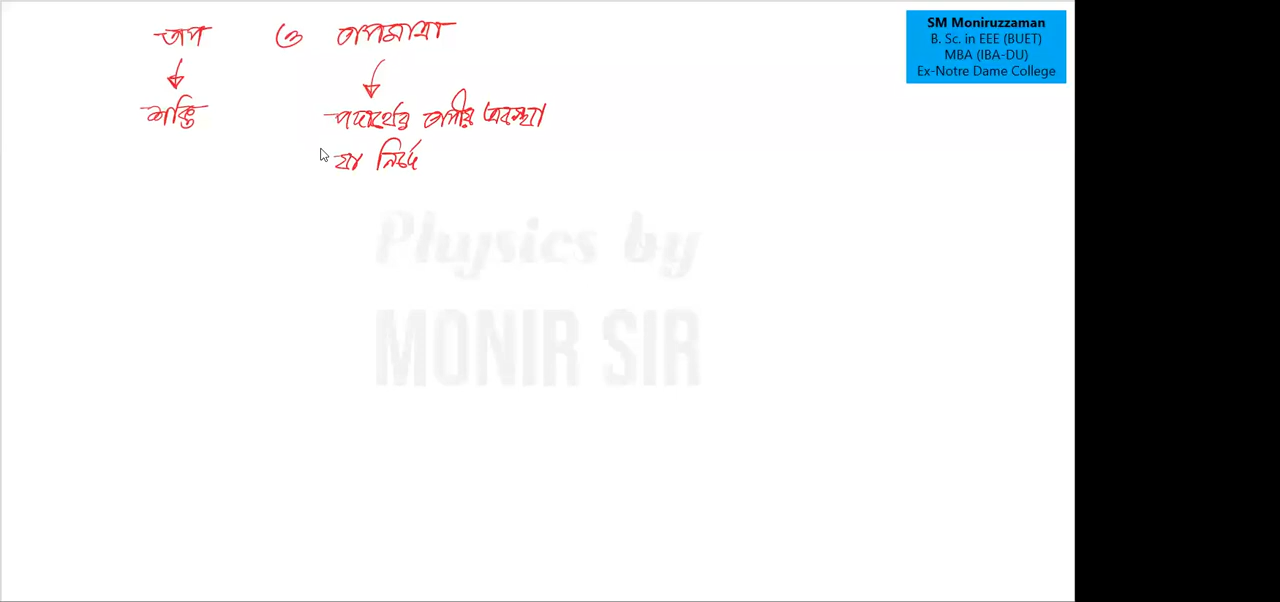 তাপ ও তাপমাত্রা
শক্তি পদার্থের তাপীয় অবস্থা
যা নির্দে
SM Moniruzzaman
B. Sc. in EEE (BUET)
MBA (IBA-DU)
Ex-Notre Dame College
Physics by
MONIR SIR